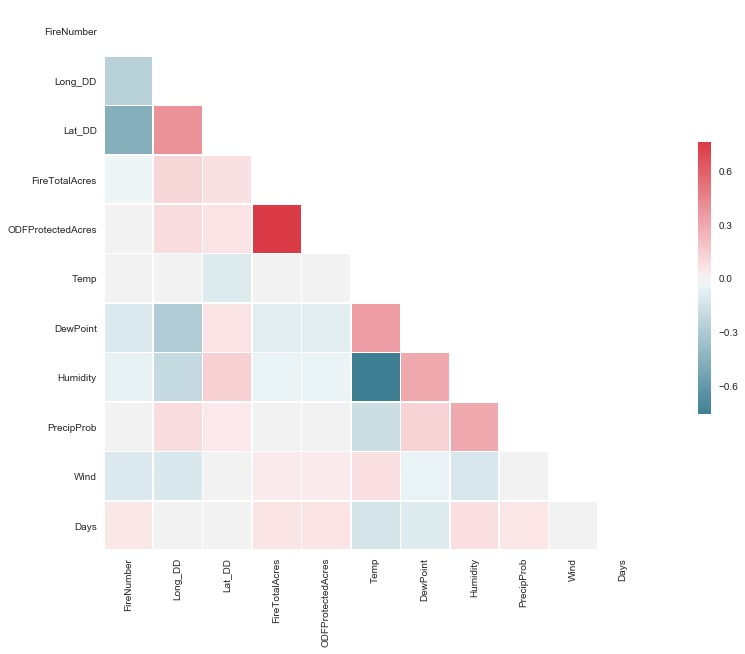 FireNumber
Long_DD
Lat_DD
FireTotalAcres
ODFProtectedAcres
Temp
DewPoint
Humidity
PrecipProb
Wind
Days
FireNumber
Long_DD
Lat_DD
FireTotalAcres
ODFProtectedAcres
Temp
DewPoint
Humidity
PrecipProb
Wind
Days
0.6
0.3
0.0
−0.3
−0.6